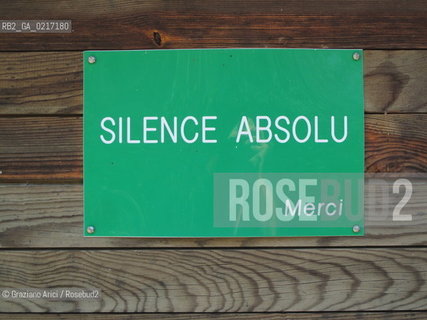 RB2_GA_0217180
SILENCE ABSOLU
ROSEBUD2
Merci
© Graziano Arici / Rosebud2